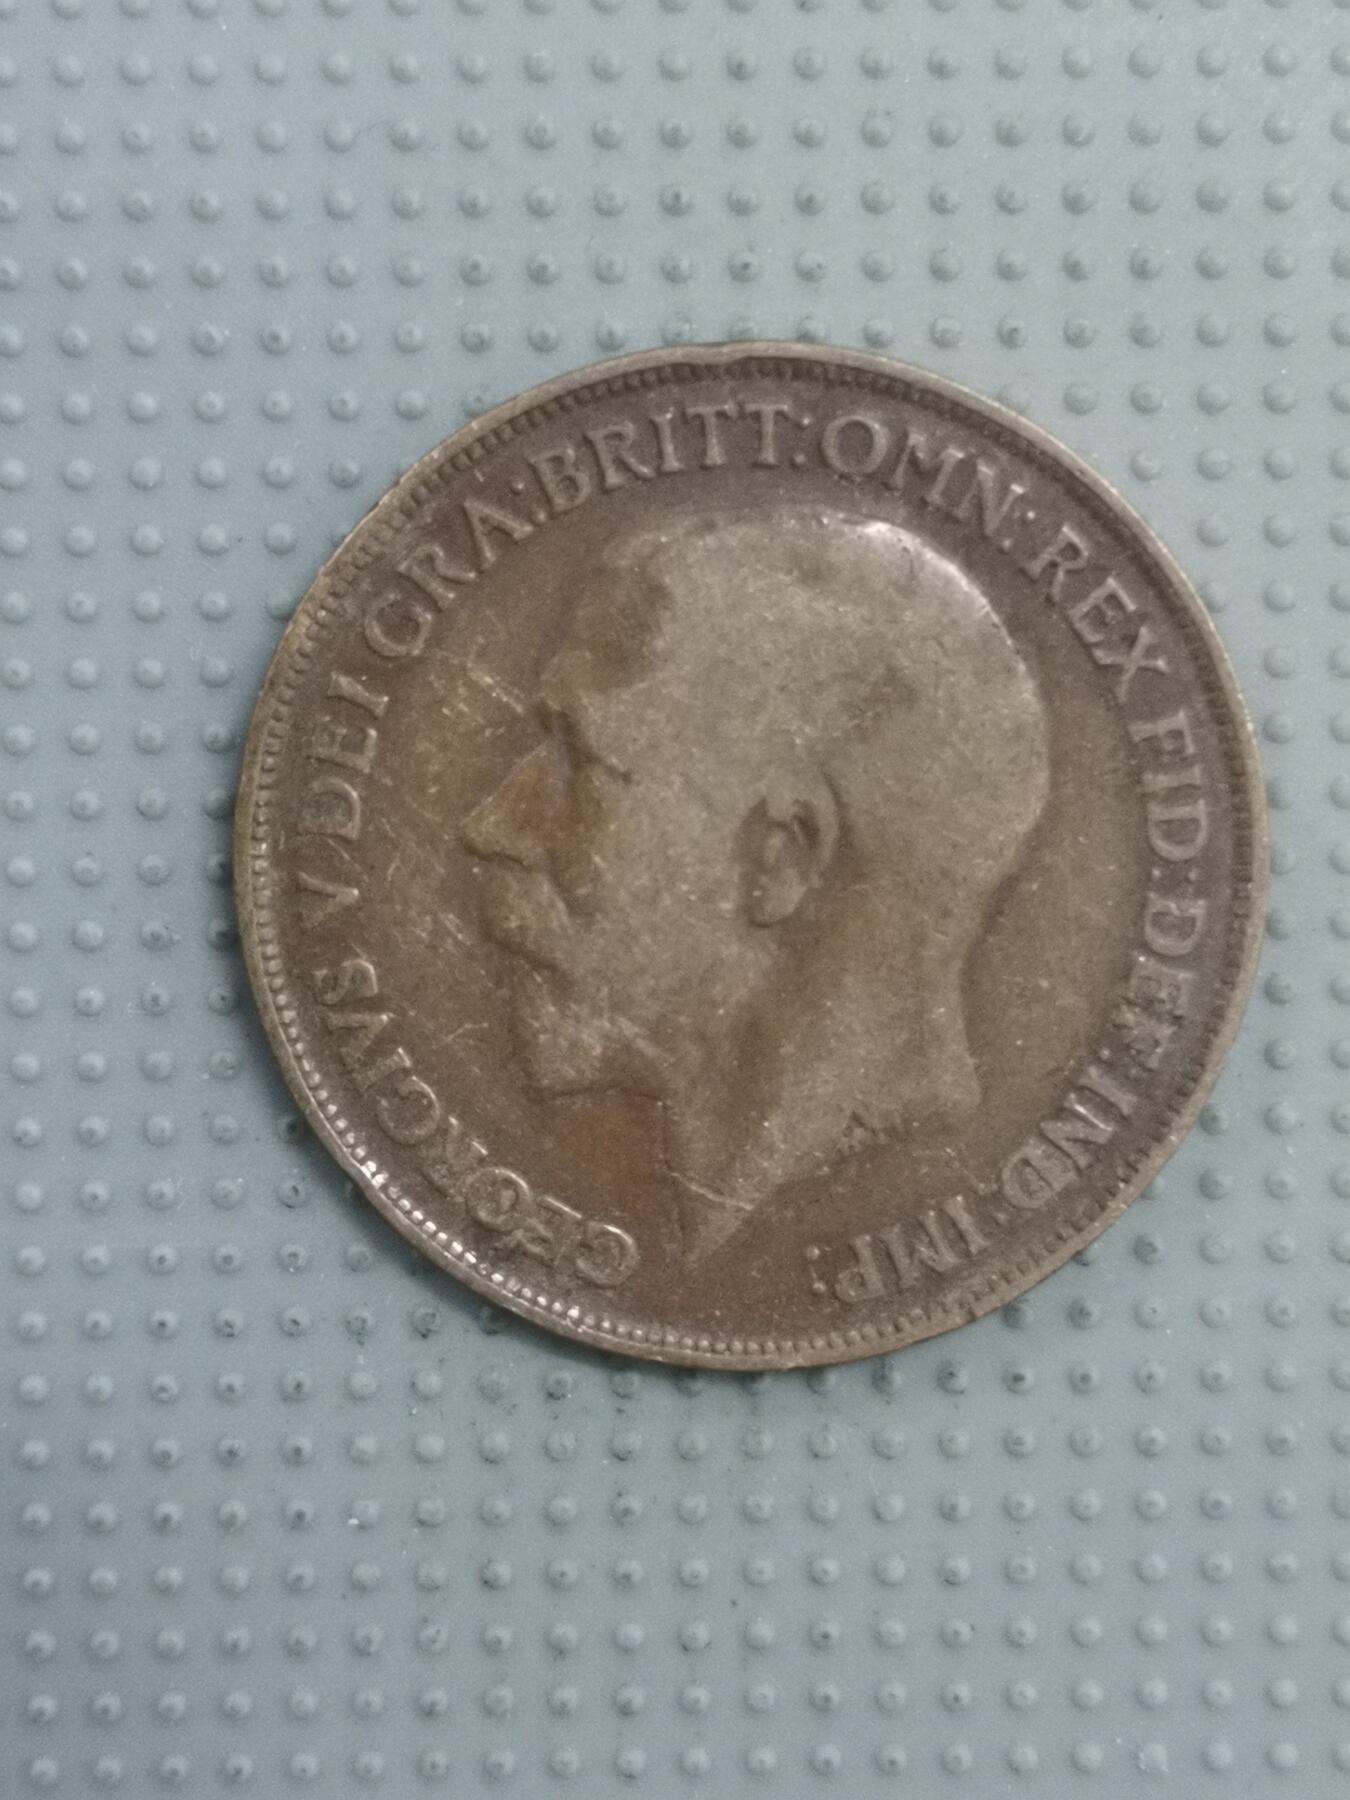 GEORGIVS V DEI GRA: BRITT: OMN: REX FID: DEF: IND: IMP: